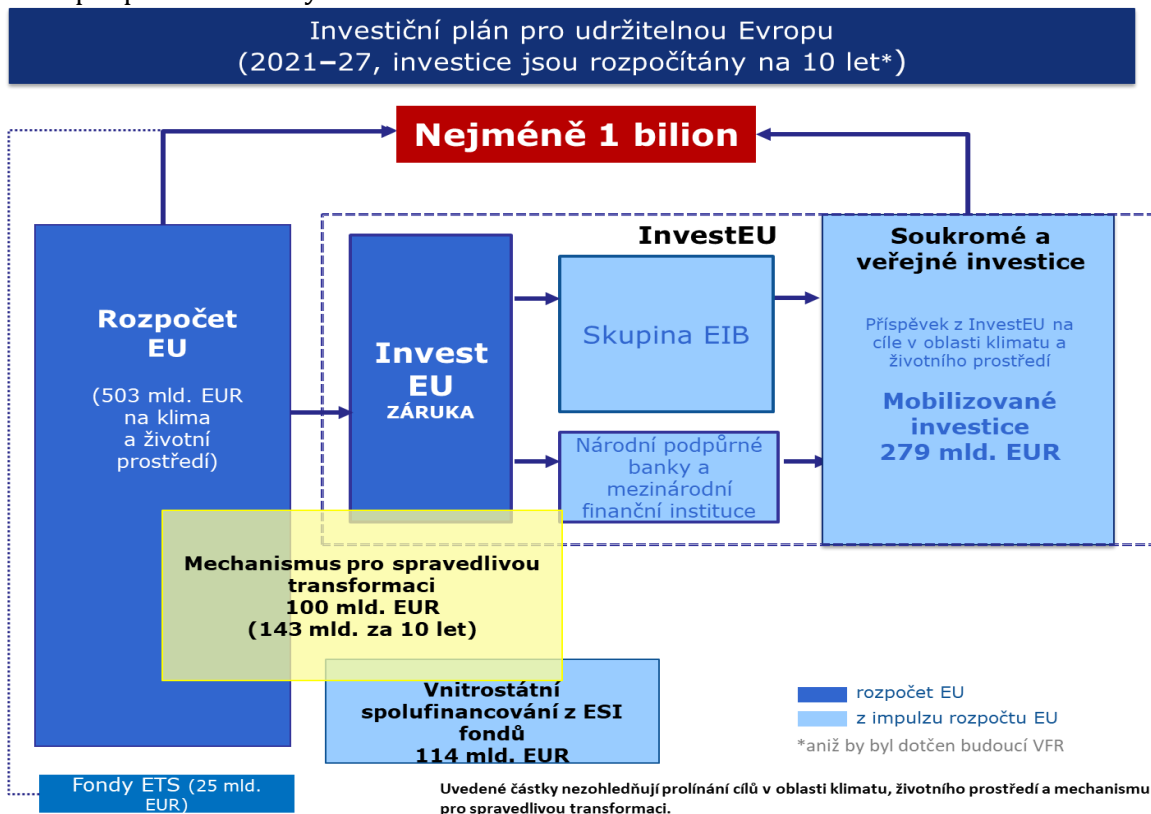 Investiční plán pro udržitelnou Evropu
(2021–27, investice jsou rozpočítány na 10 let*)
Nejméně 1 bilion
Rozpočet
EU
(503 mld. EUR
na klima
a životní
prostředí)
InvestEU
Invest
EU
ZÁRUKA
Skupina EIB
Národní podpůrné
banky a
mezinárodní
finanční instituce
Soukromé a
veřejné investice
Příspěvek z InvestEU na
cíle v oblasti klimatu a
životního prostředí
Mobilizované
investice
279 mld. EUR
Mechanismus pro spravedlivou
transformaci
100 mld. EUR
(143 mld. za 10 let)
Vnitrostátní
spolufinancování z ESI
fondů
114 mld. EUR
rozpočet EU
z impulzu rozpočtu EU
*aniž by byl dotčen budoucí VFR
Fondy ETS (25 mld.
EUR)
Uvedené částky nezohledňují prolínání cílů v oblasti klimatu, životního prostředí a mechanismu
pro spravedlivou transformaci.